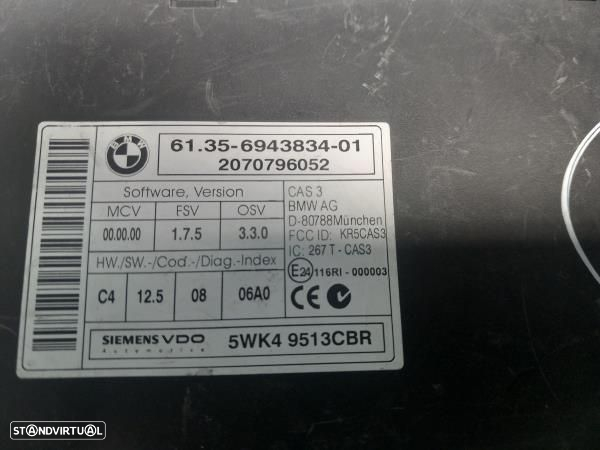 BMW
61.35-6943834-01
2070796052
Software, Version
MCV FSV OSV
00.00.00 1.7.5 3.3.0
HW./SW.-/Cod.-/Diag.-Index
C4 12.5 08 06A0
CAS 3
BMW AG
D-80788München
FCC ID: KR5CAS3
IC: 267 T - CAS3
E24 116RI - 000003
CE
SIEMENS VDO
Automotive
5WK4 9513CBR
STANDVIRTUAL